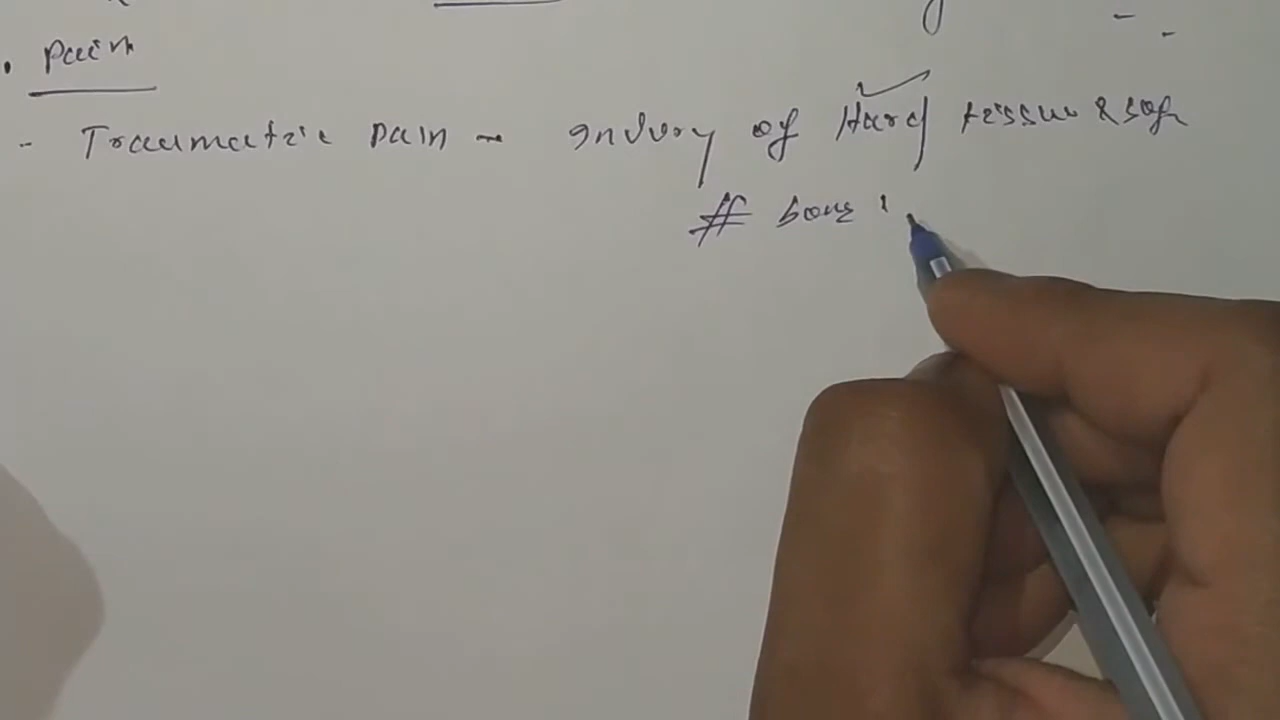 • Pain
- Traumatic pain - Injury of Hard tissue & soft
# bone